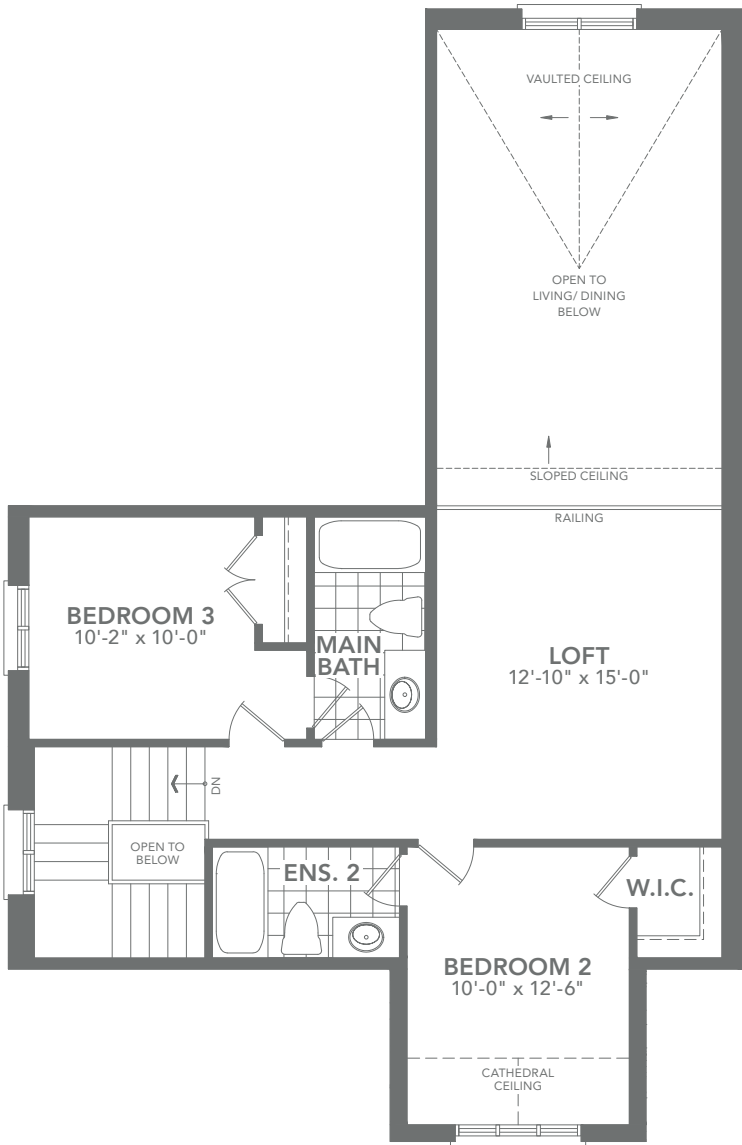 VAULTED CEILING
OPEN TO
LIVING/ DINING
BELOW
SLOPED CEILING
RAILING
BEDROOM 3
10'-2" x 10'-0"
MAIN
BATH
LOFT
12'-10" x 15'-0"
DN
OPEN TO
BELOW
ENS. 2
W.I.C.
BEDROOM 2
10'-0" x 12'-6"
CATHEDRAL
CEILING